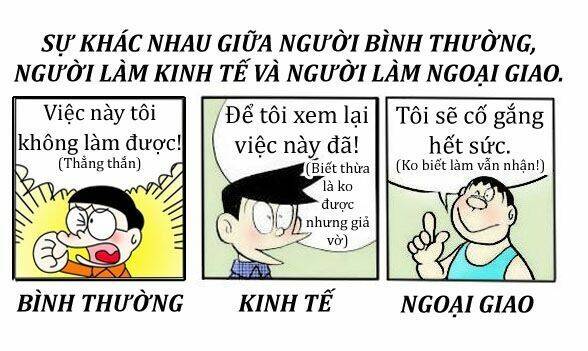 SỰ KHÁC NHAU GIỮA NGƯỜI BÌNH THƯỜNG,
NGƯỜI LÀM KINH TẾ VÀ NGƯỜI LÀM NGOẠI GIAO.
Việc này tôi
không làm được!
(Thẳng thắn)
Để tôi xem lại
việc này đã!
(Biết thừa
là ko
được
nhưng giả
vờ)
Tôi sẽ cố gắng
hết sức.
(Ko biết làm vẫn nhận!)
BÌNH THƯỜNG
KINH TẾ
NGOẠI GIAO